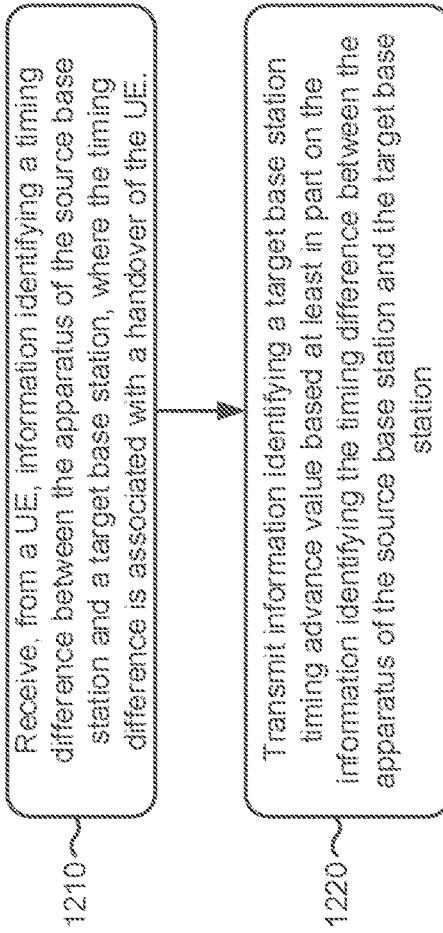 1210
Receive, from a UE, information identifying a timing
difference between the apparatus of the source base
station and a target base station, where the timing
difference is associated with a handover of the UE.
1220
Transmit information identifying a target base station
timing advance value based at least in part on the
information identifying the timing difference between the
apparatus of the source base station and the target base
station